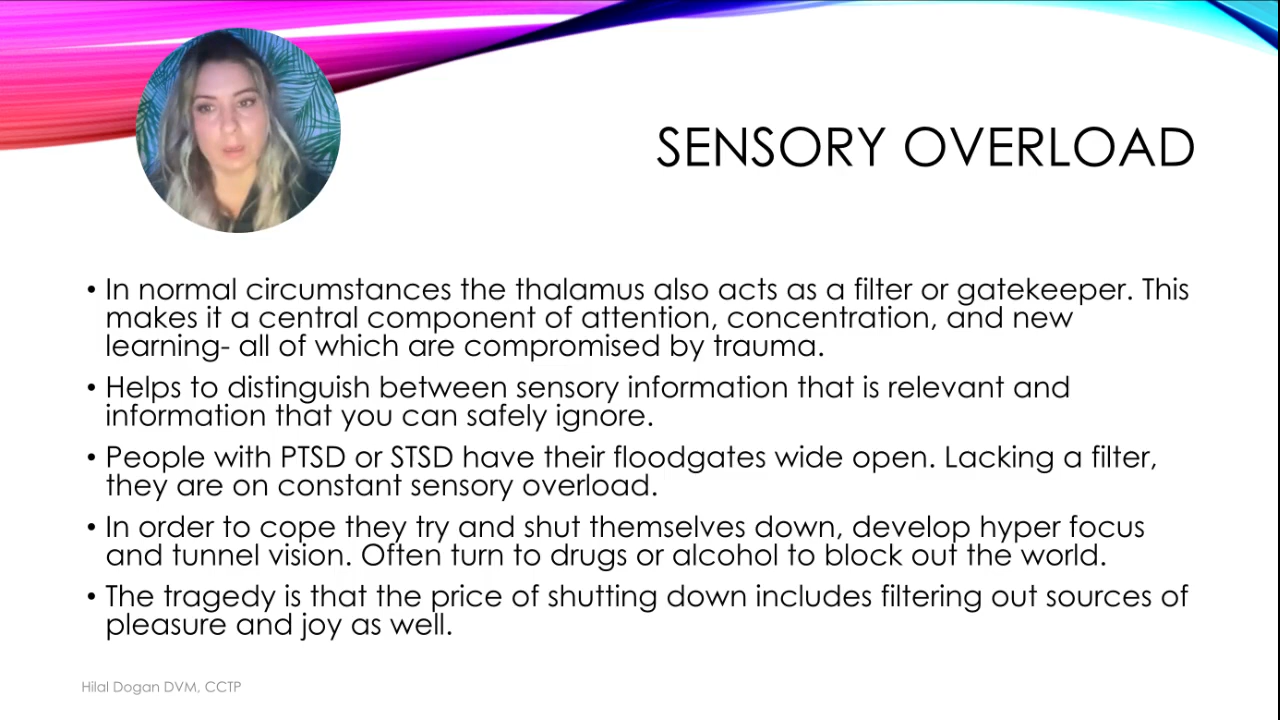 SENSORY OVERLOAD
• In normal circumstances the thalamus also acts as a filter or gatekeeper. This
makes it a central component of attention, concentration, and new
learning- all of which are compromised by trauma.
• Helps to distinguish between sensory information that is relevant and
information that you can safely ignore.
• People with PTSD or STSD have their floodgates wide open. Lacking a filter,
they are on constant sensory overload.
• In order to cope they try and shut themselves down, develop hyper focus
and tunnel vision. Often turn to drugs or alcohol to block out the world.
• The tragedy is that the price of shutting down includes filtering out sources of
pleasure and joy as well.
Hilal Dogan DVM, CCTP